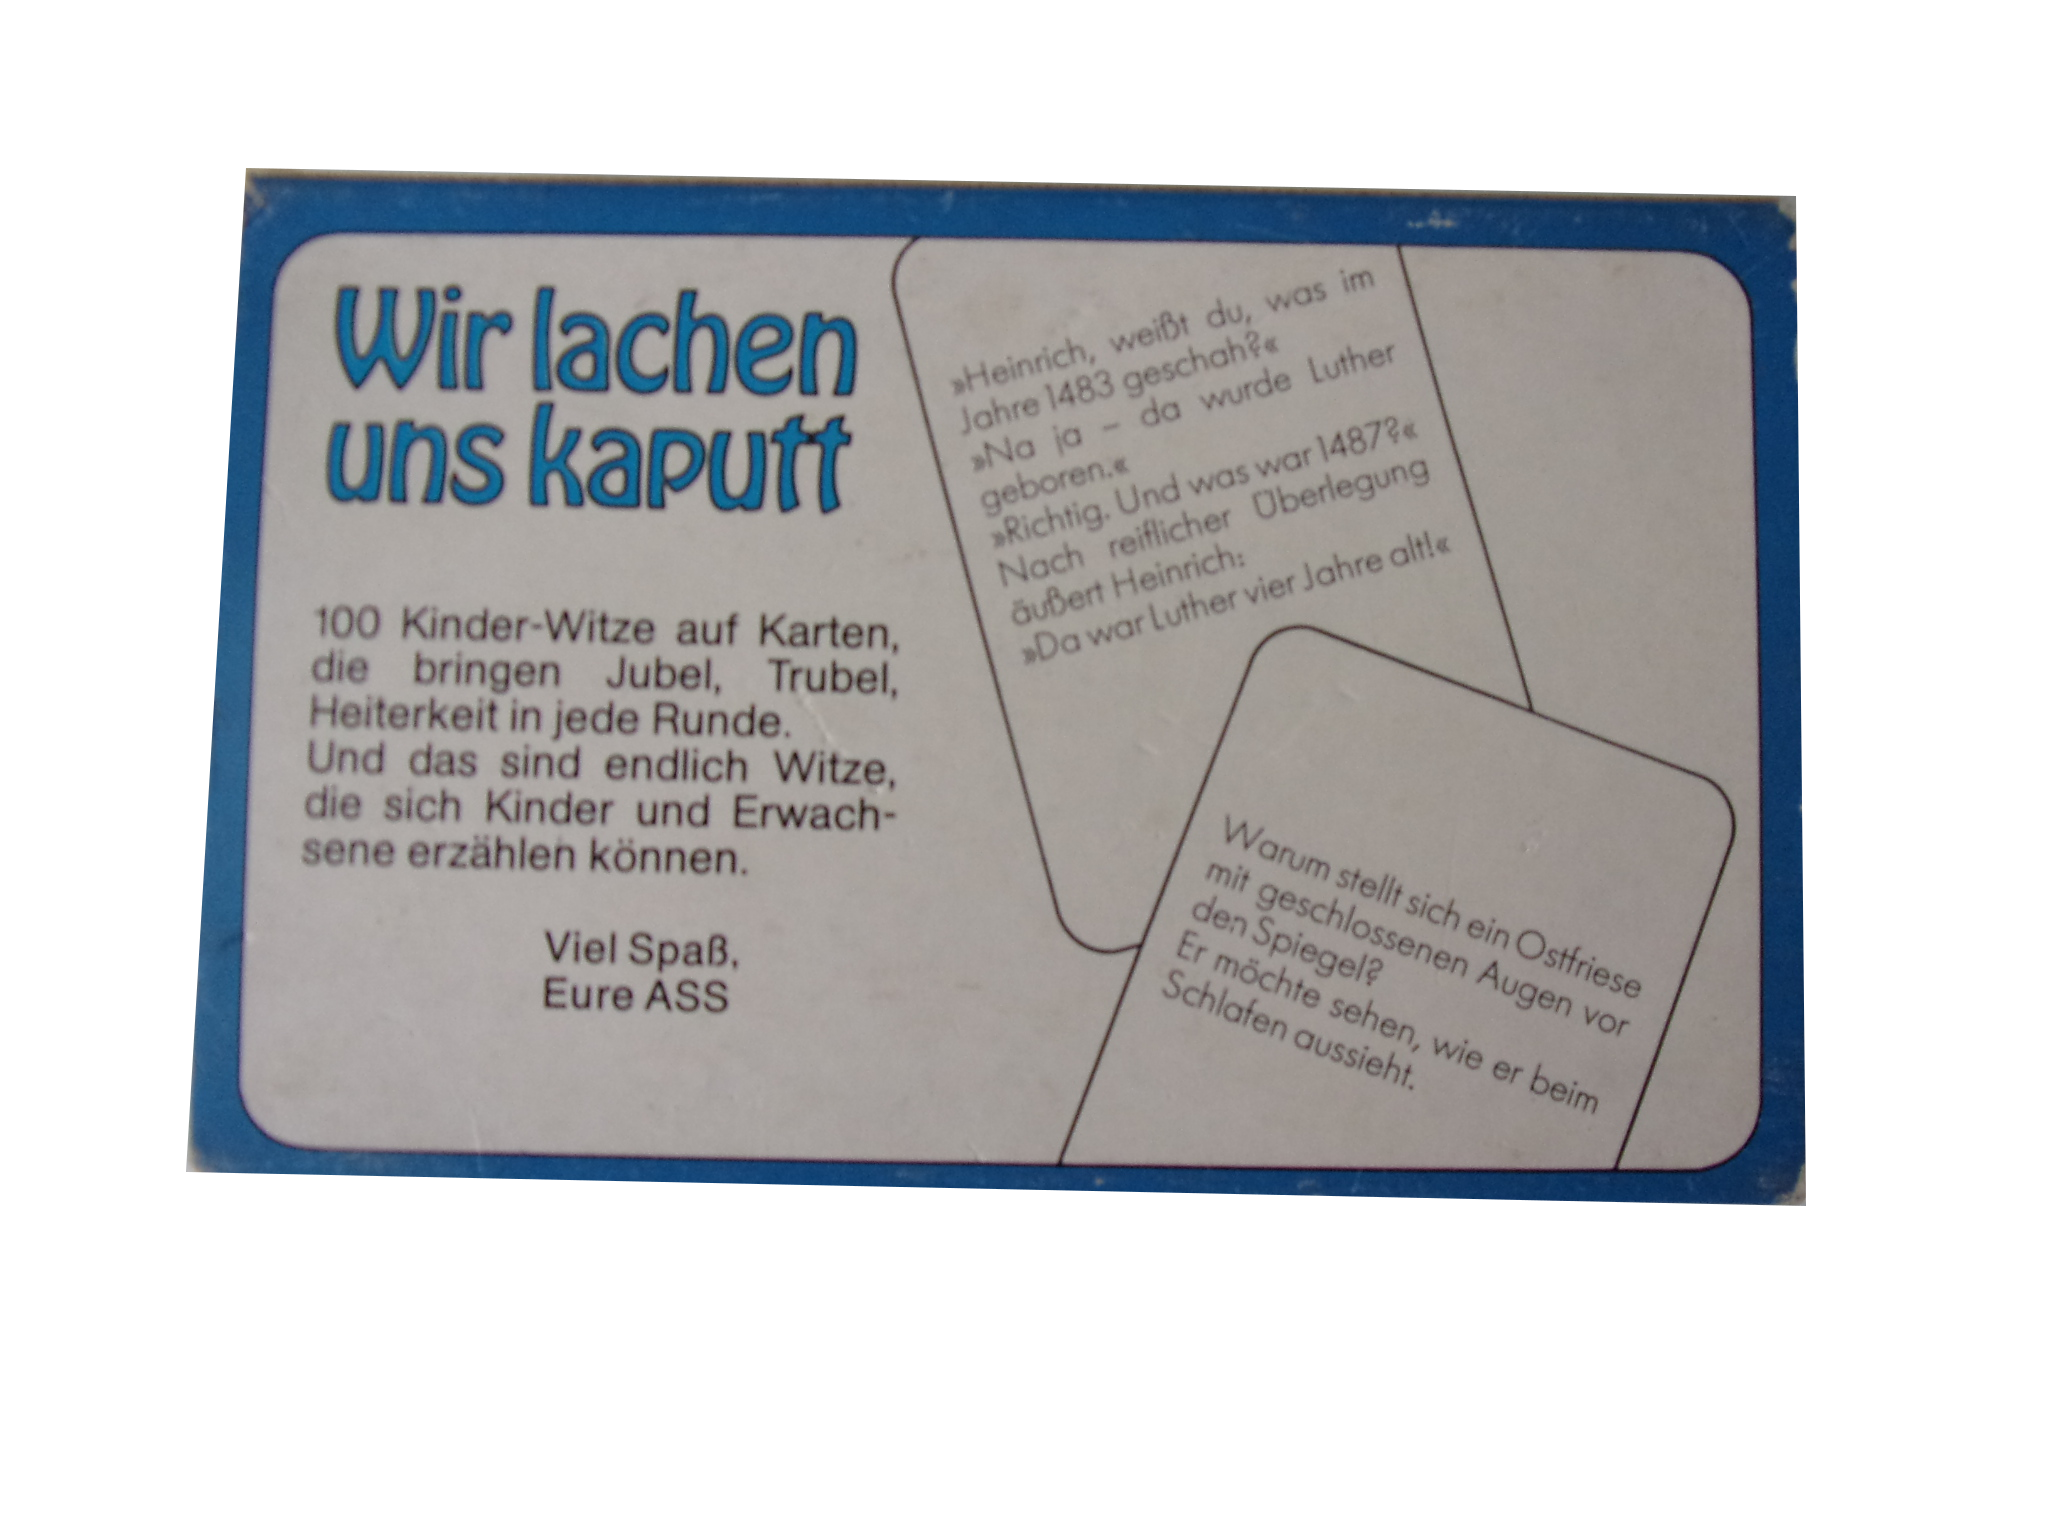 Wir lachen
uns kaputt
100 Kinder-Witze auf Karten,
die bringen Jubel, Trubel,
Heiterkeit in jede Runde.
Und das sind endlich Witze,
die sich Kinder und Erwach-
sene erzählen können.
Viel Spaß,
Eure ASS
»Heinrich, weißt du, was im
Jahre 1483 geschah?«
»Na ja – da wurde Luther
geboren.«
»Richtig. Und was war 1487?«
Nach reiflicher Überlegung
äußert Heinrich:
»Da war Luther vier Jahre alt!«
Warum stellt sich ein Ostfriese
mit geschlossenen Augen vor
den Spiegel?
Er möchte sehen, wie er beim
Schlafen aussieht.